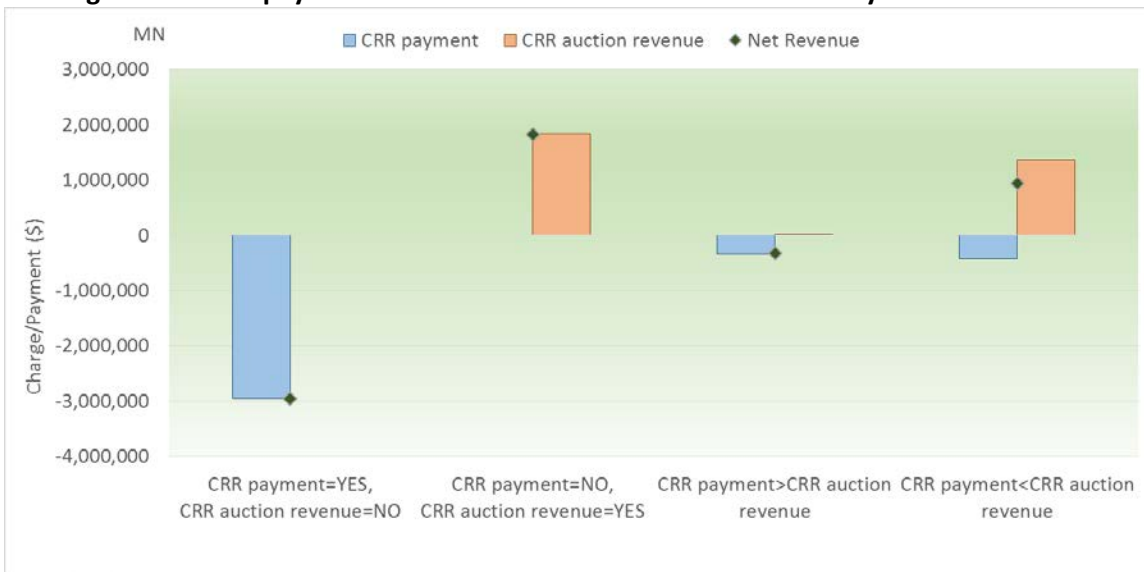 MN
CRR payment CRR auction revenue Net Revenue
3,000,000
2,000,000
1,000,000
0
-1,000,000
-2,000,000
-3,000,000
-4,000,000
Charge/Payment ($)
CRR payment=YES,
CRR auction revenue=NO
CRR payment=NO,
CRR auction revenue=YES
CRR payment>CRR auction
revenue
CRR payment<CRR auction
revenue